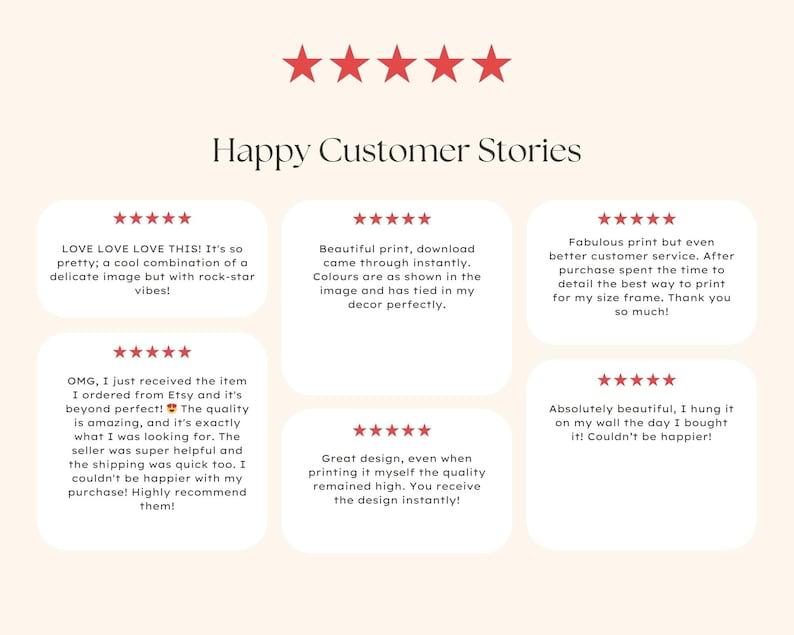 Happy Customer Stories
LOVE LOVE LOVE THIS! It's so
pretty; a cool combination of a
delicate image but with rock-star
vibes!
OMG, I just received the item
I ordered from Etsy and it's
beyond perfect! 😍 The quality
is amazing, and it's exactly
what I was looking for. The
seller was super helpful and
the shipping was quick too. I
couldn't be happier with my
purchase! Highly recommend
them!
Beautiful print, download
came through instantly.
Colours are as shown in the
image and has tied in my
decor perfectly.
Great design, even when
printing it myself the quality
remained high. You receive
the design instantly!
Fabulous print but even
better customer service. After
purchase spent the time to
detail the best way to print
for my size frame. Thank you
so much!
Absolutely beautiful, I hung it
on my wall the day I bought
it! Couldn’t be happier!